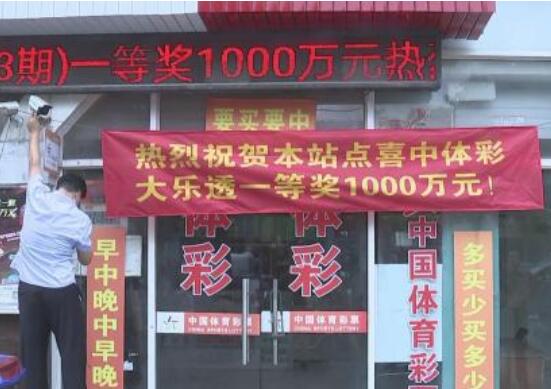 3期)一等奖1000万元热
要买要中
热烈祝贺本站点喜中体彩
大乐透一等奖1000万元!
体彩
体彩
中国体育彩票
中国体育彩票
早中晚中早晚
中国体育彩
多买少买多少